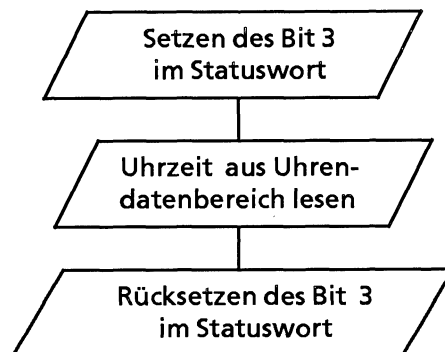 Setzen des Bit 3
im Statuswort
Uhrzeit aus Uhren-
datenbereich lesen
Rücksetzen des Bit 3
im Statuswort